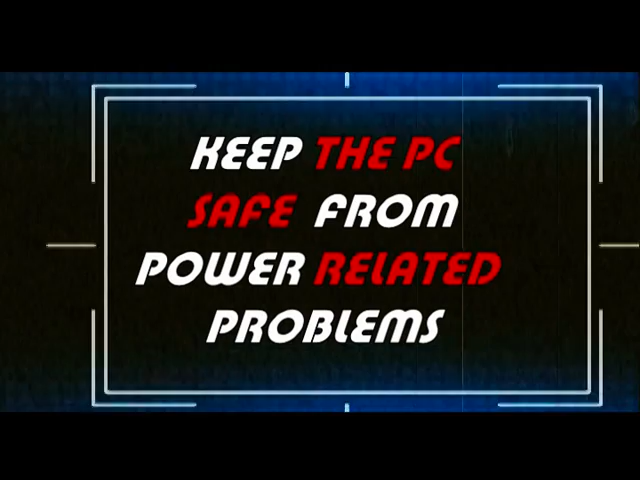 KEEP THE PC
SAFE FROM
POWER RELATED
PROBLEMS